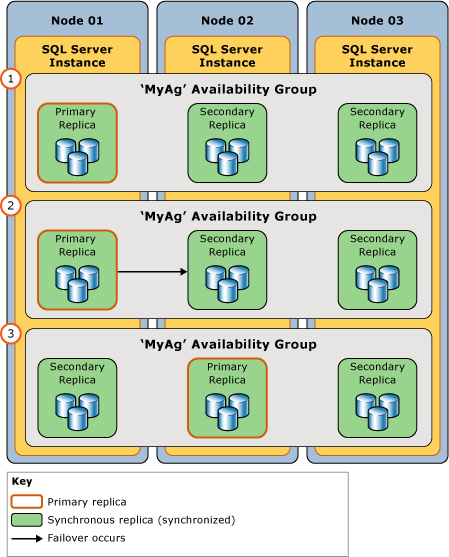 Node 01
Node 02
Node 03
SQL Server
Instance
SQL Server
Instance
SQL Server
Instance
1
'MyAg' Availability Group
Primary
Replica
Secondary
Replica
Secondary
Replica
2
'MyAg' Availability Group
Primary
Replica
Secondary
Replica
Secondary
Replica
3
'MyAg' Availability Group
Secondary
Replica
Primary
Replica
Secondary
Replica
Key
Primary replica
Synchronous replica (synchronized)
Failover occurs